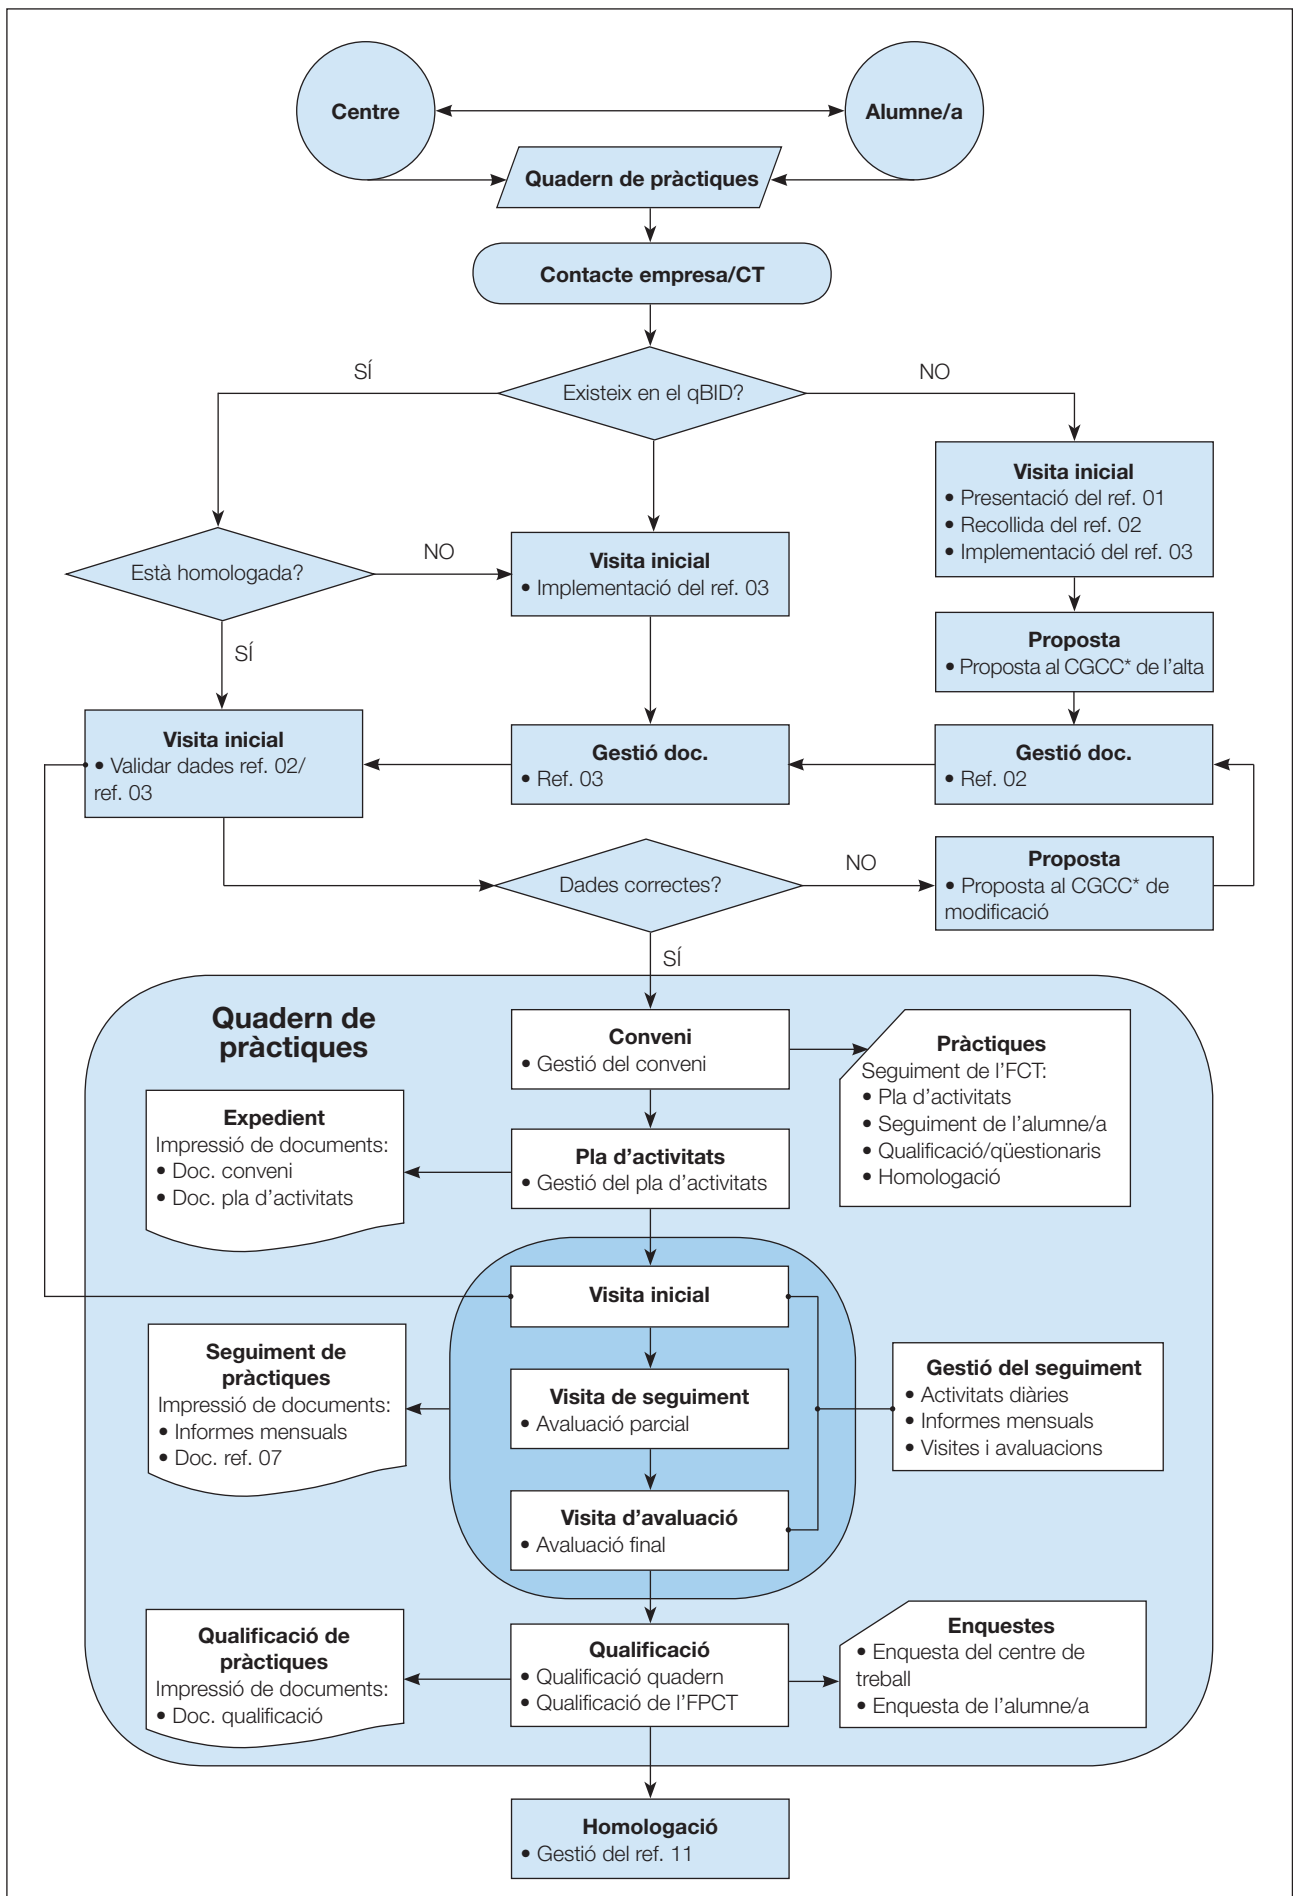 Centre
Alumne/a
Quadern de pràctiques
Contacte empresa/CT
SÍ
Existeix en el qBID?
NO
Visita inicial
• Presentació del ref. 01
• Recollida del ref. 02
• Implementació del ref. 03
Està homologada?
NO
Visita inicial
• Implementació del ref. 03
SÍ
Proposta
• Proposta al CGCC* de l’alta
Visita inicial
• Validar dades ref. 02/
ref. 03
Gestió doc.
• Ref. 03
Gestió doc.
• Ref. 02
Dades correctes?
NO
Proposta
• Proposta al CGCC* de
modificació
SÍ
Quadern de
pràctiques
Conveni
• Gestió del conveni
Pràctiques
Seguiment de l’FCT:
• Pla d’activitats
• Seguiment de l’alumne/a
• Qualificació/qüestionaris
• Homologació
Expedient
Impressió de documents:
• Doc. conveni
• Doc. pla d’activitats
Pla d’activitats
• Gestió del pla d’activitats
Visita inicial
Seguiment de
pràctiques
Impressió de documents:
• Informes mensuals
• Doc. ref. 07
Visita de seguiment
• Avaluació parcial
Gestió del seguiment
• Activitats diàries
• Informes mensuals
• Visites i avaluacions
Visita d’avaluació
• Avaluació final
Qualificació de
pràctiques
Impressió de documents:
• Doc. qualificació
Qualificació
• Qualificació quadern
• Qualificació de l’FPCT
Enquestes
• Enquesta del centre de
treball
• Enquesta de l’alumne/a
Homologació
• Gestió del ref. 11